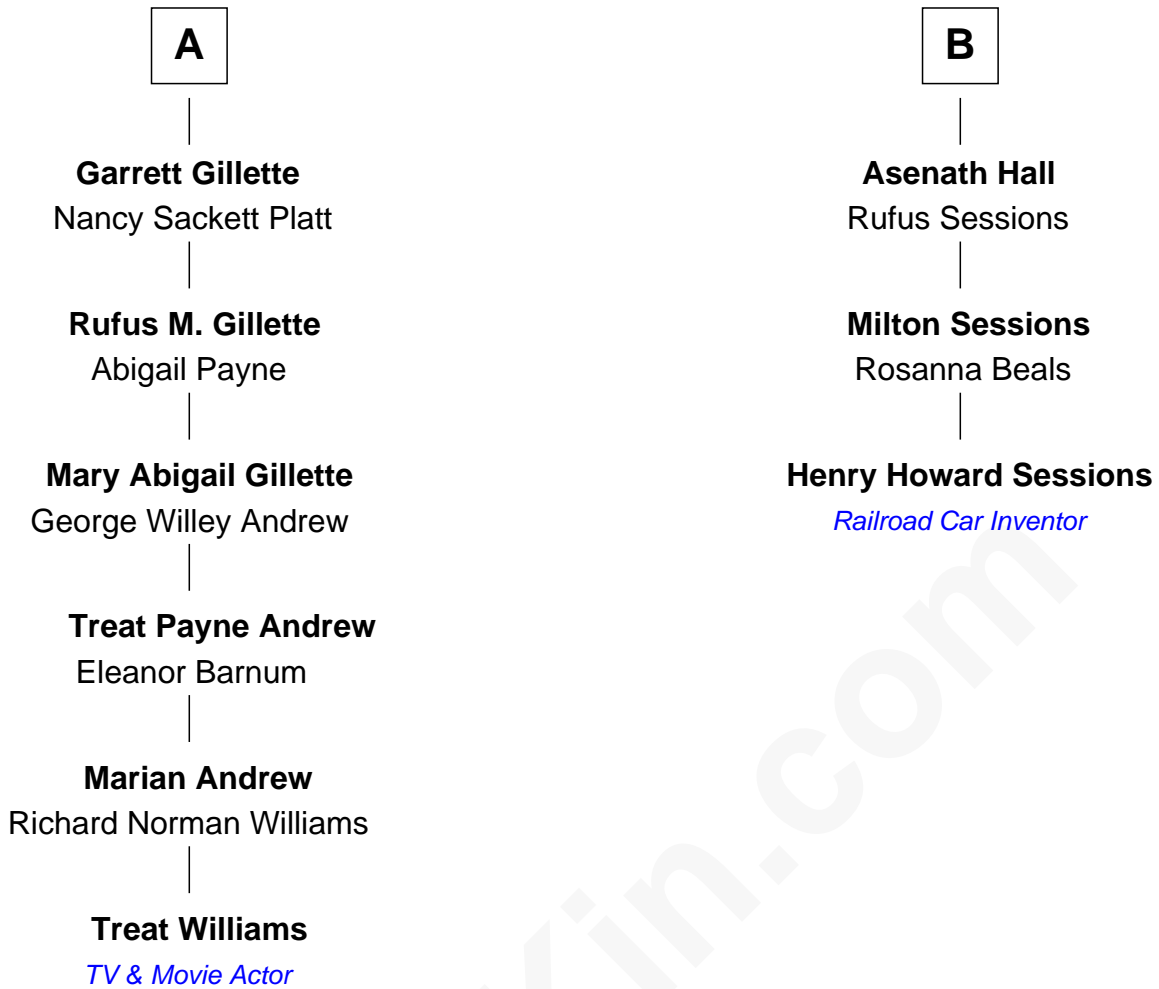 A
Garrett Gillette
Nancy Sackett Platt
Rufus M. Gillette
Abigail Payne
Mary Abigail Gillette
George Willey Andrew
Treat Payne Andrew
Eleanor Barnum
Marian Andrew
Richard Norman Williams
Treat Williams
TV & Movie Actor
B
Asenath Hall
Rufus Sessions
Milton Sessions
Rosanna Beals
Henry Howard Sessions
Railroad Car Inventor
Kin.com